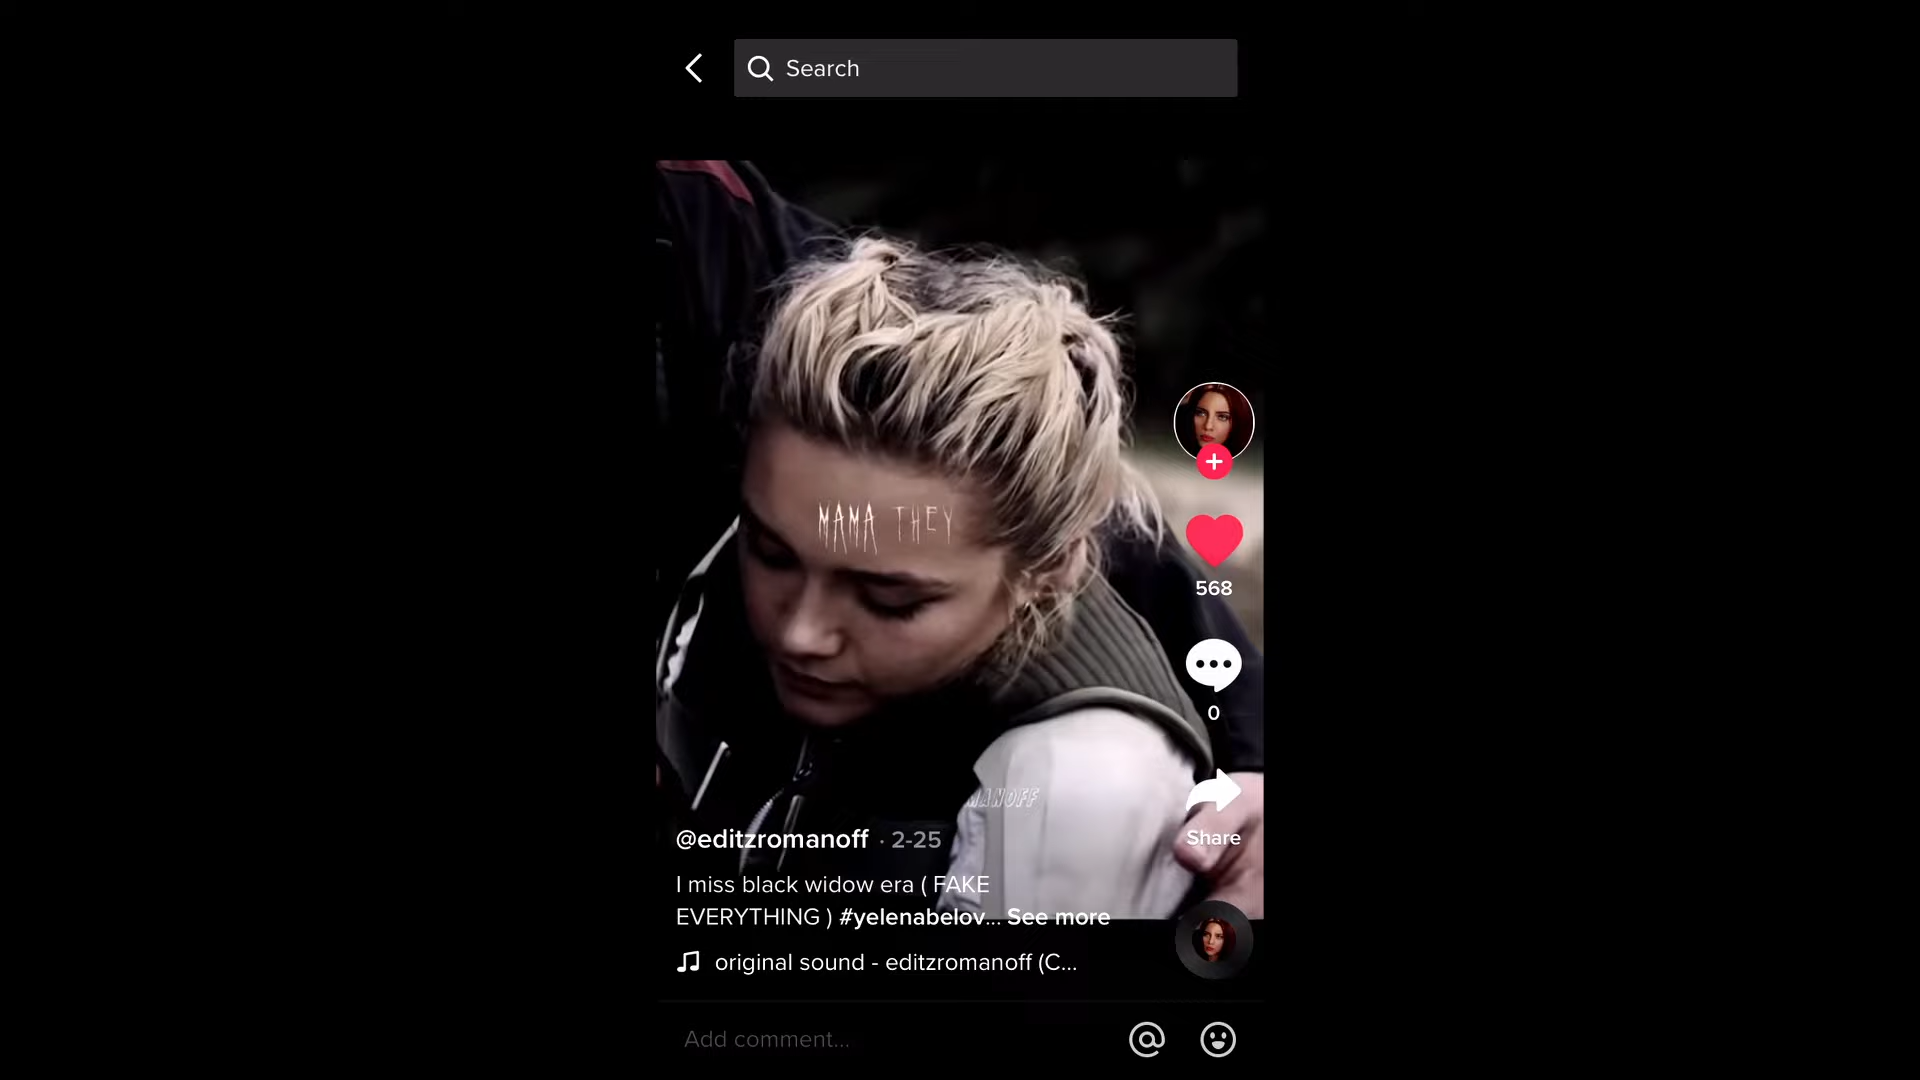 Search
MAMA THEY
568
0
MANOFF
Share
@editzromanoff · 2-25
I miss black widow era ( FAKE
EVERYTHING ) #yelenabelov... See more
original sound - editzromanoff (C...
Add comment...